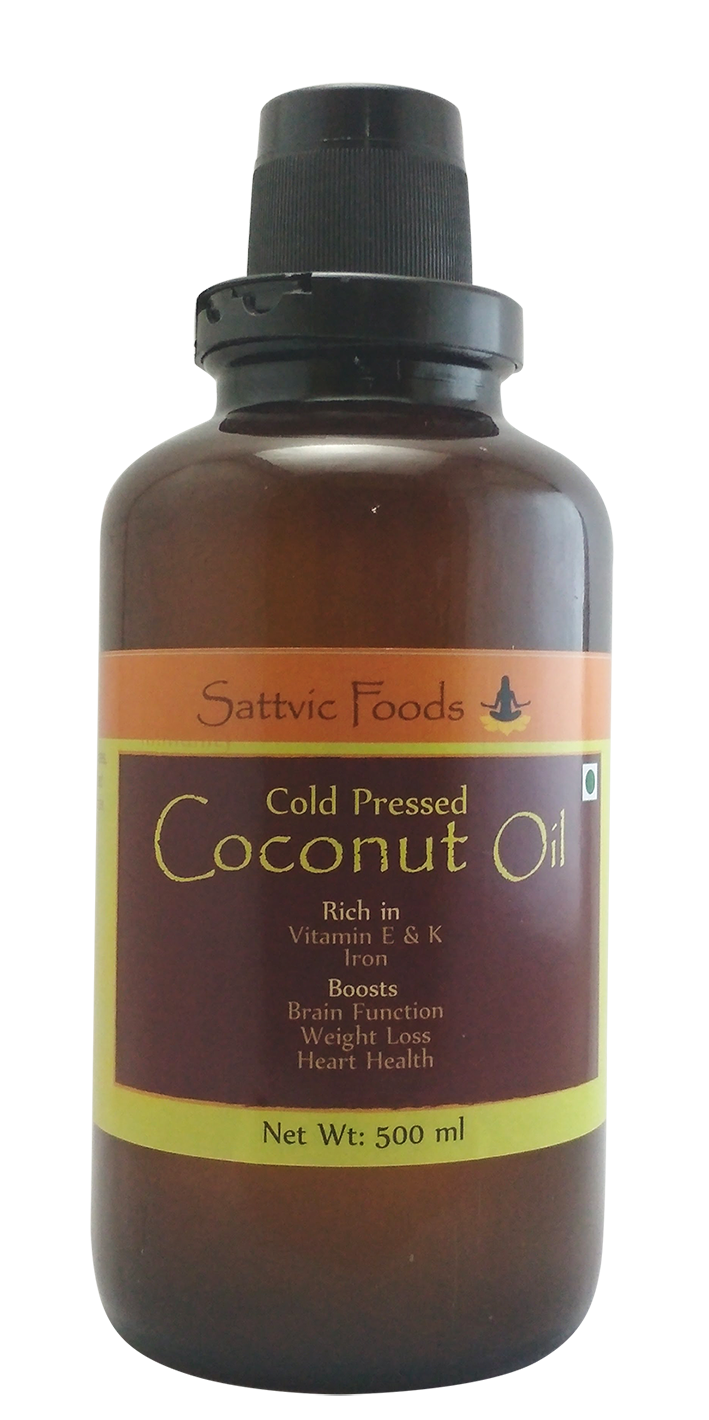 Sattvic Foods
Cold Pressed
Coconut Oil
Rich in
Vitamin E & K
Iron
Boosts
Brain Function
Weight Loss
Heart Health
Net Wt: 500 ml